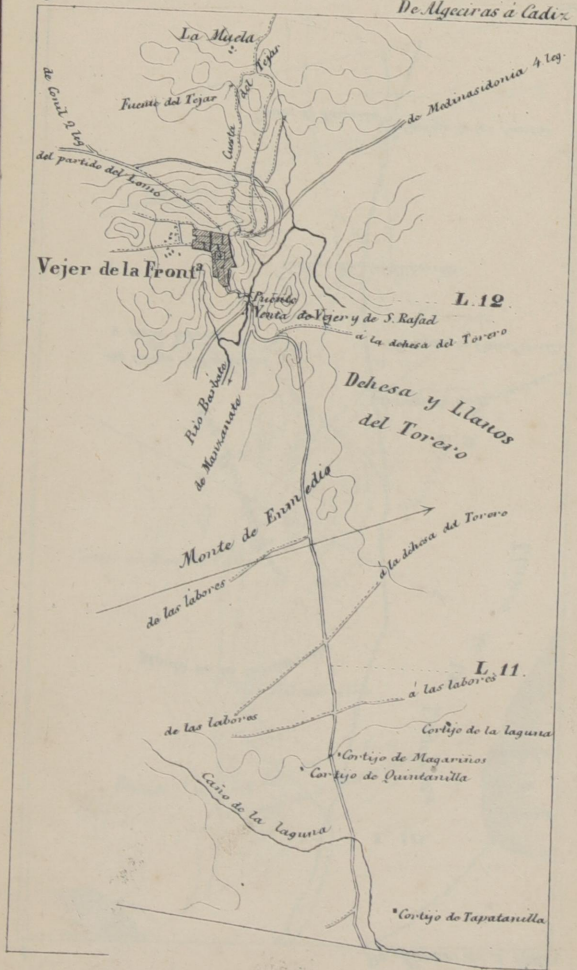 De Algeciras á Cadiz
La Muela
Fuente del Tejar
Cuesta del Tejar
de Medinasidonia 4 leg.
de Conil 2 leg.
del partido del Lomo
Vejer de la Front.ª
L. 12
Puente
Venta de Vejer y de S. Rafael
á la dehesa del Torero
Rio Barbate
de Manzanate
Dehesa y Llanos
del Torero
Monte de Enmedio
de las labores
á la dehesa del Torero
L. 11.
á las labores
de las labores
Cortijo de la laguna
Cortijo de Magariños
Cortijo de Quintanilla
Caño de la laguna
Cortijo de Tapatanilla